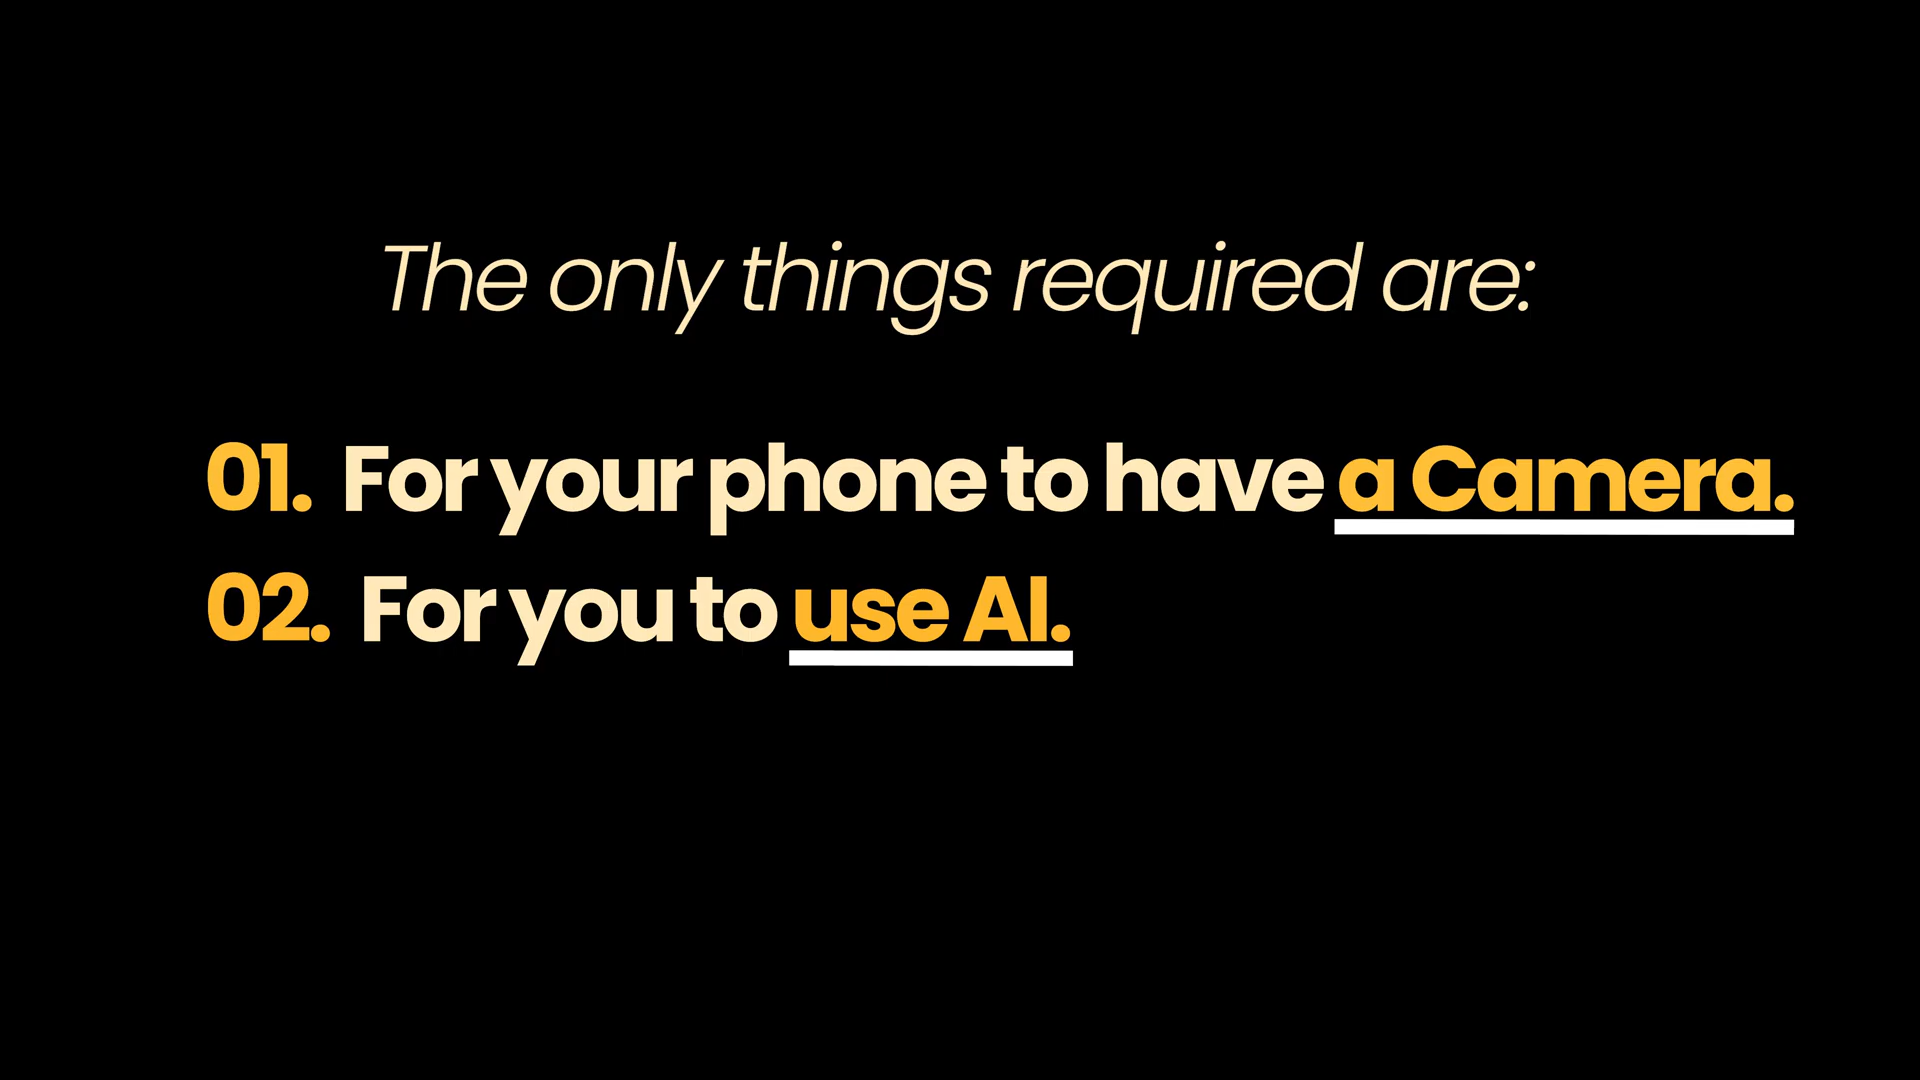 The only things required are:
01. For your phone to have a Camera.
02. For you to use AI.